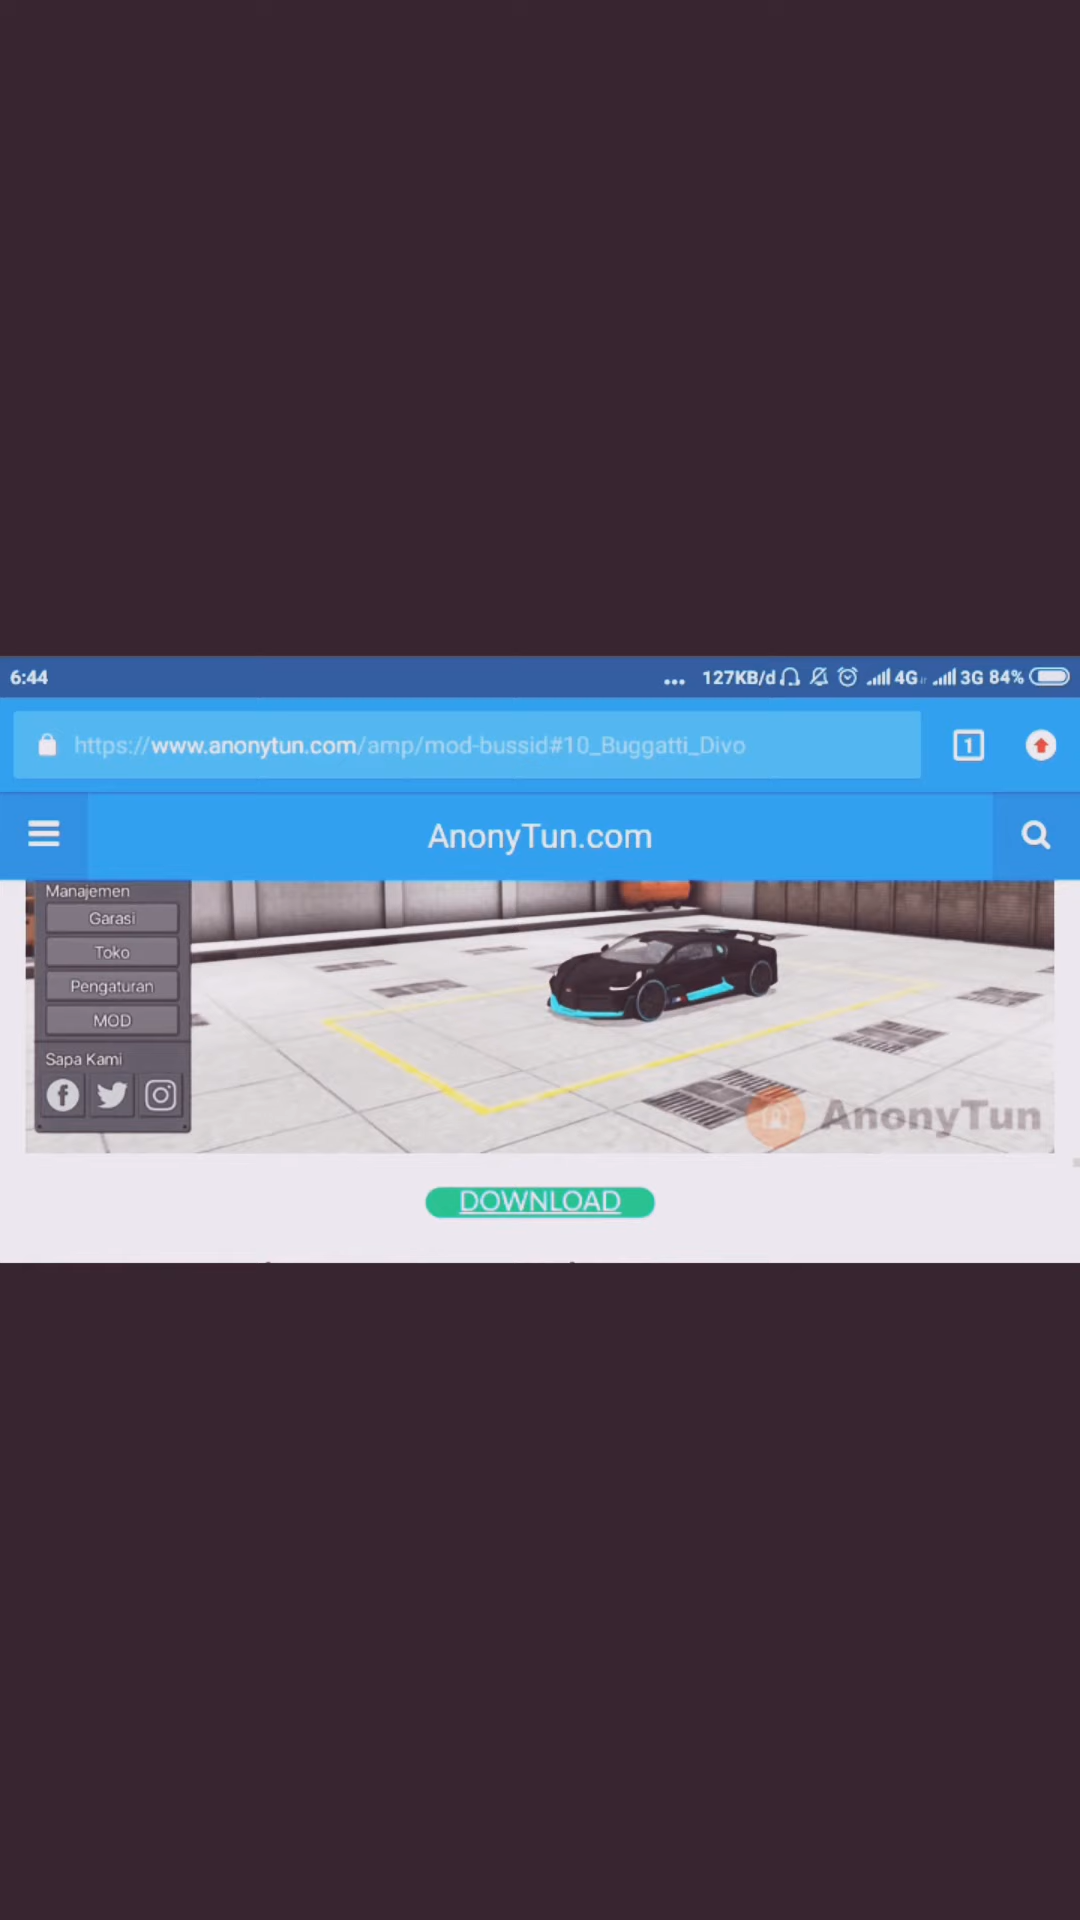 6:44 ... 127KB/d 4G 3G 84%
https://www.anonytun.com/amp/mod-bussid#10_Buggatti_Divo 1
AnonyTun.com
Manajemen
Garasi
Toko
Pengaturan
MOD
Sapa Kami
AnonyTun
DOWNLOAD